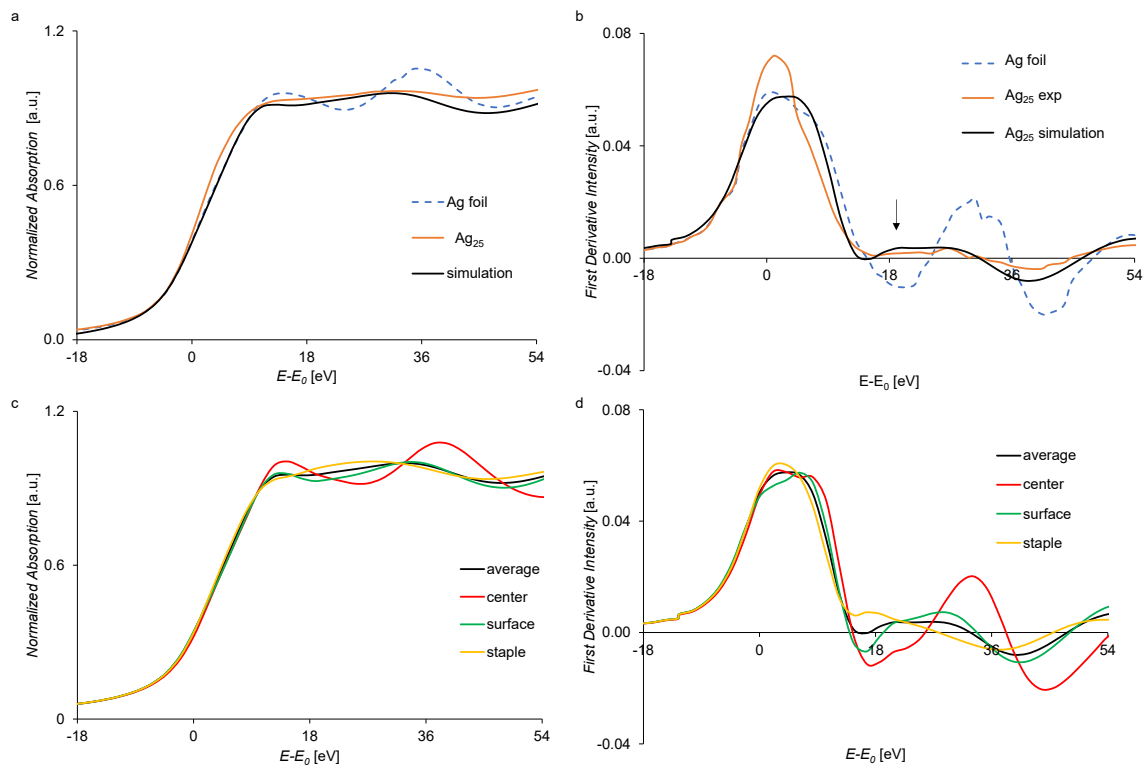 a
1.2
0.6
0.0
Normalized Absorption [a.u.]
-18
0
18
36
54
E-E0 [eV]
Ag foil
Ag25
simulation
b
0.08
0.04
0.00
-0.04
First Derivative Intensity [a.u.]
-18
0
18
36
54
E-E0 [eV]
Ag foil
Ag25 exp
Ag25 simulation
c
1.2
0.6
0
Normalized Absorption [a.u.]
-18
0
18
36
54
E-E0 [eV]
average
center
surface
staple
d
0.08
0.04
0.00
-0.04
First Derivative Intensity [a.u.]
-18
0
18
36
54
E-E0 [eV]
average
center
surface
staple